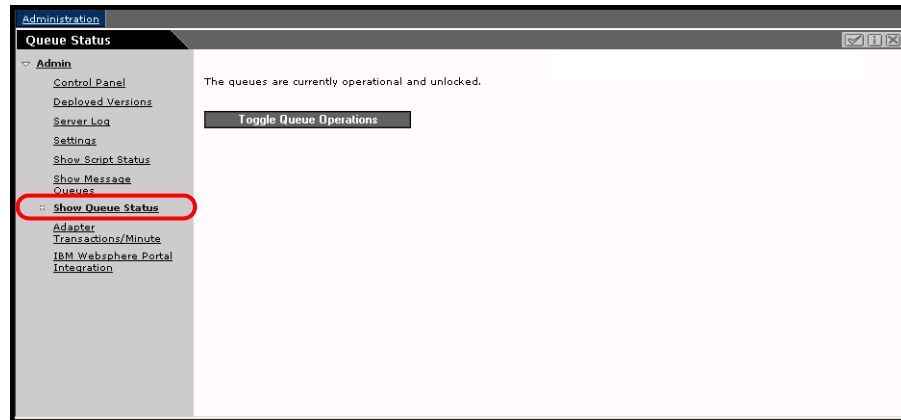 Administration
Queue Status
Admin
Control Panel
Deployed Versions
Server Log
Settings
Show Script Status
Show Message
Queues
Show Queue Status
Adapter
Transactions/Minute
IBM Websphere Portal
Integration
The queues are currently operational and unlocked.
Toggle Queue Operations